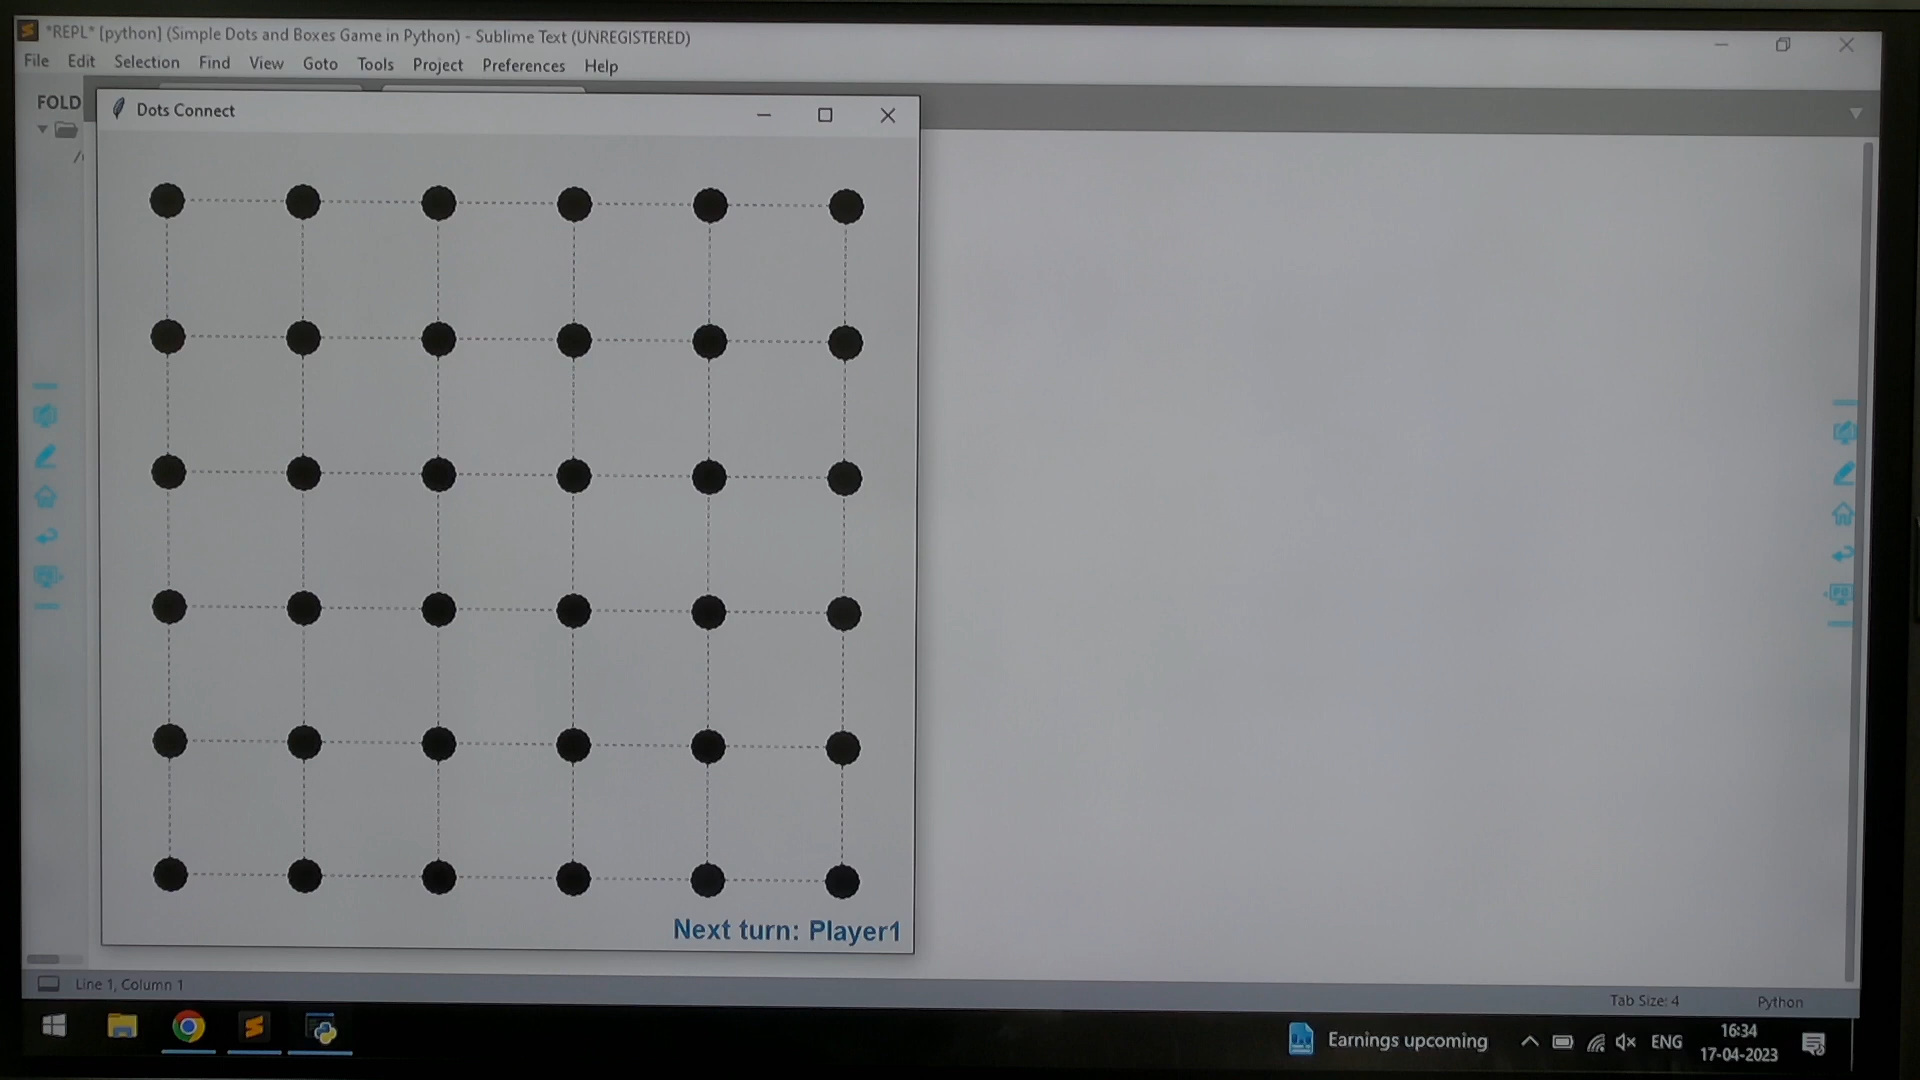 *REPL* [python] (Simple Dots and Boxes Game in Python) - Sublime Text (UNREGISTERED)
File Edit Selection Find View Goto Tools Project Preferences Help
FOLD
Dots Connect
Next turn: Player1
Line 1, Column 1
Tab Size: 4 Python
Earnings upcoming
ENG
16:34
17-04-2023